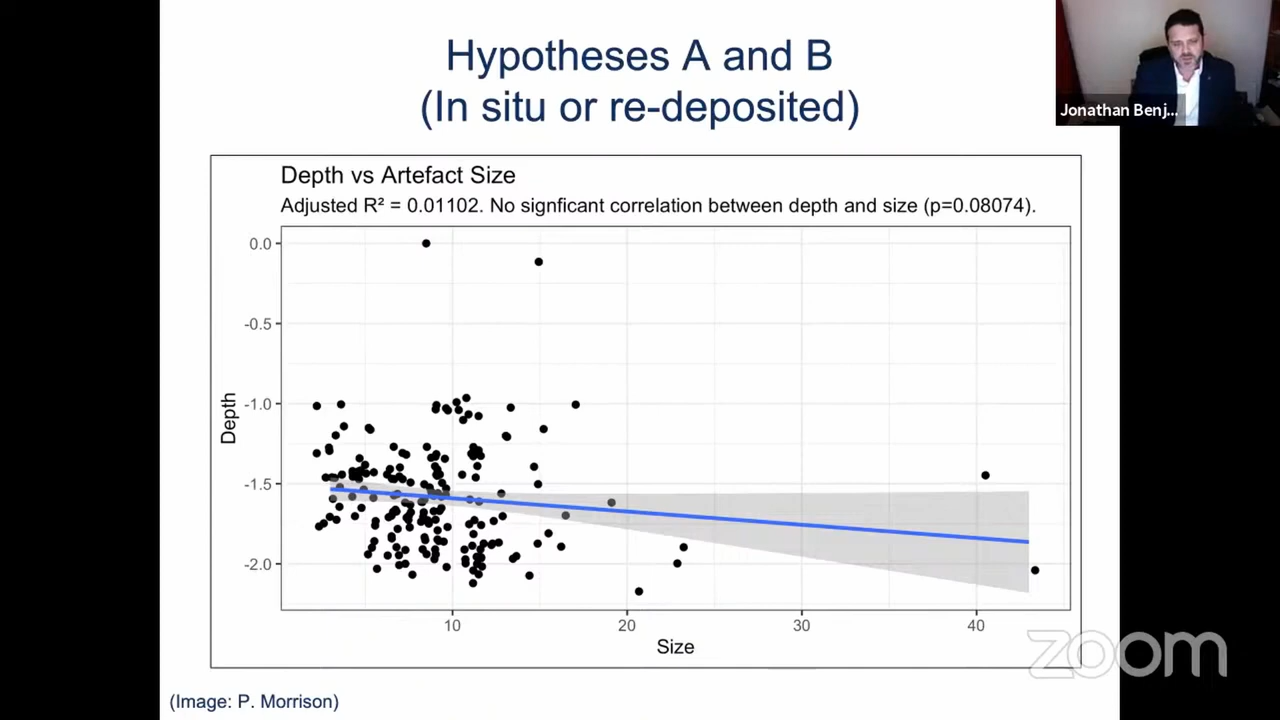 Hypotheses A and B
(In situ or re-deposited)
Jonathan Benj...
Depth vs Artefact Size
Adjusted R² = 0.01102. No signficant correlation between depth and size (p=0.08074).
0.0
-0.5
-1.0
-1.5
-2.0
Depth
10
20
30
40
Size
zoom
(Image: P. Morrison)